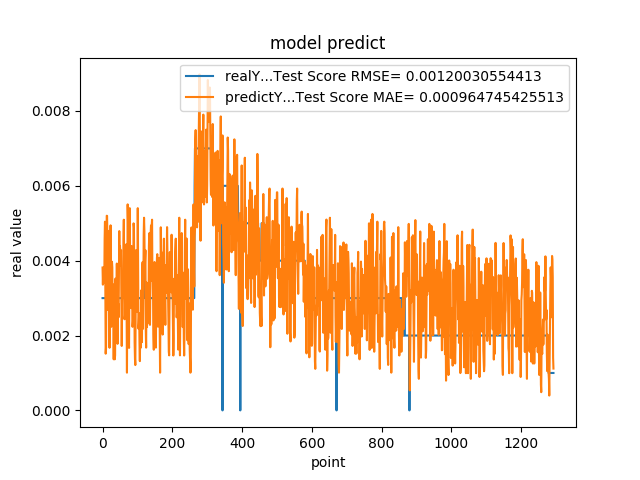 model predict
realY...Test Score RMSE= 0.00120030554413
predictY...Test Score MAE= 0.000964745425513
real value
0.008
0.006
0.004
0.002
0.000
0 200 400 600 800 1000 1200
point